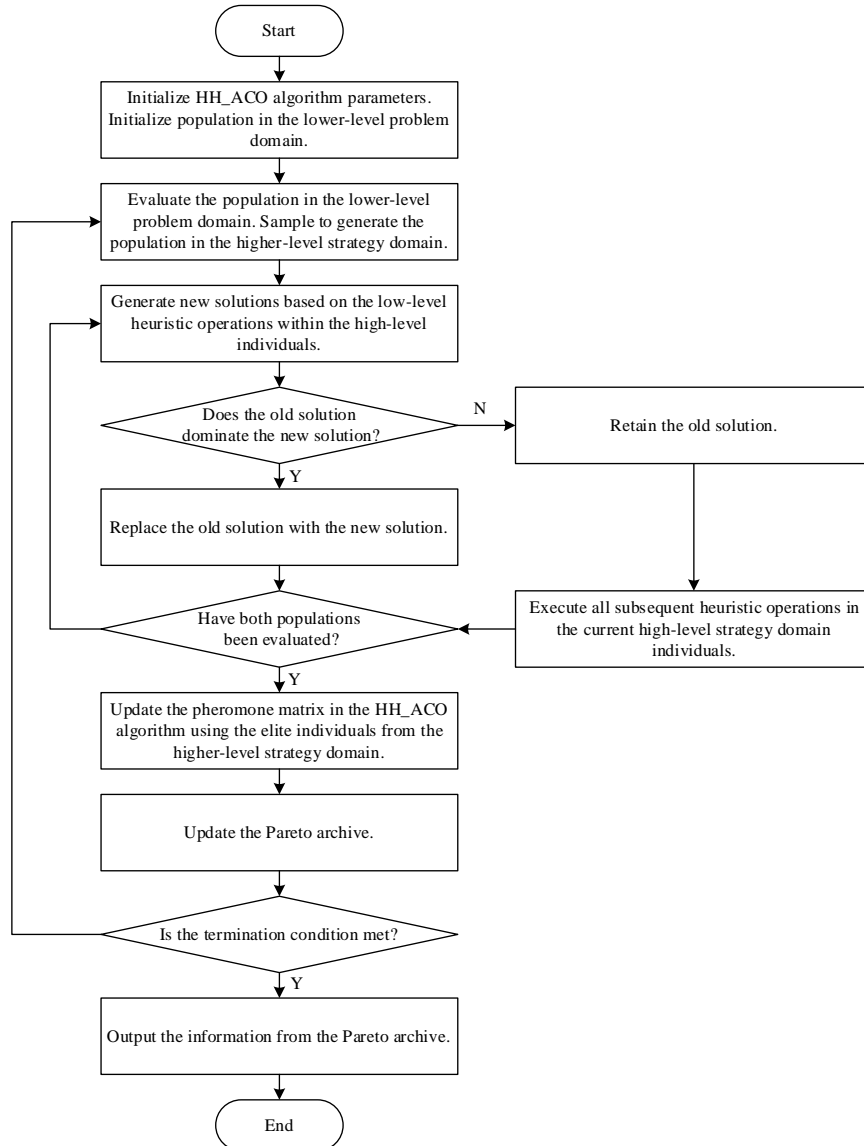 Start
Initialize HH_ACO algorithm parameters.
Initialize population in the lower-level problem
domain.
Evaluate the population in the lower-level
problem domain. Sample to generate the
population in the higher-level strategy domain.
Generate new solutions based on the low-level
heuristic operations within the high-level
individuals.
Does the old solution
dominate the new solution?
N
Retain the old solution.
Y
Replace the old solution with the new solution.
Execute all subsequent heuristic operations in
the current high-level strategy domain
individuals.
Have both populations
been evaluated?
Y
Update the pheromone matrix in the HH_ACO
algorithm using the elite individuals from the
higher-level strategy domain.
Update the Pareto archive.
Is the termination condition met?
Y
Output the information from the Pareto archive.
End